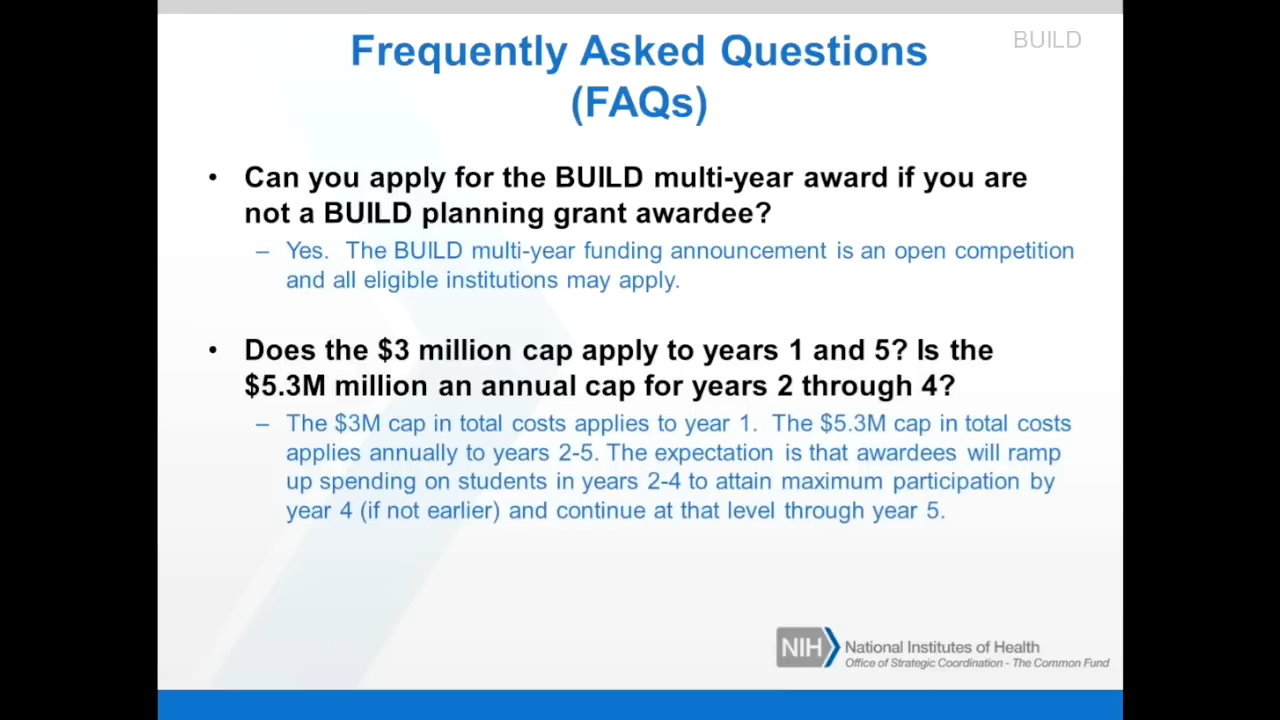 BUILD
Frequently Asked Questions
(FAQs)
• Can you apply for the BUILD multi-year award if you are
not a BUILD planning grant awardee?
– Yes. The BUILD multi-year funding announcement is an open competition
and all eligible institutions may apply.
• Does the $3 million cap apply to years 1 and 5? Is the
$5.3M million an annual cap for years 2 through 4?
– The $3M cap in total costs applies to year 1. The $5.3M cap in total costs
applies annually to years 2-5. The expectation is that awardees will ramp
up spending on students in years 2-4 to attain maximum participation by
year 4 (if not earlier) and continue at that level through year 5.
NIH National Institutes of Health
Office of Strategic Coordination - The Common Fund